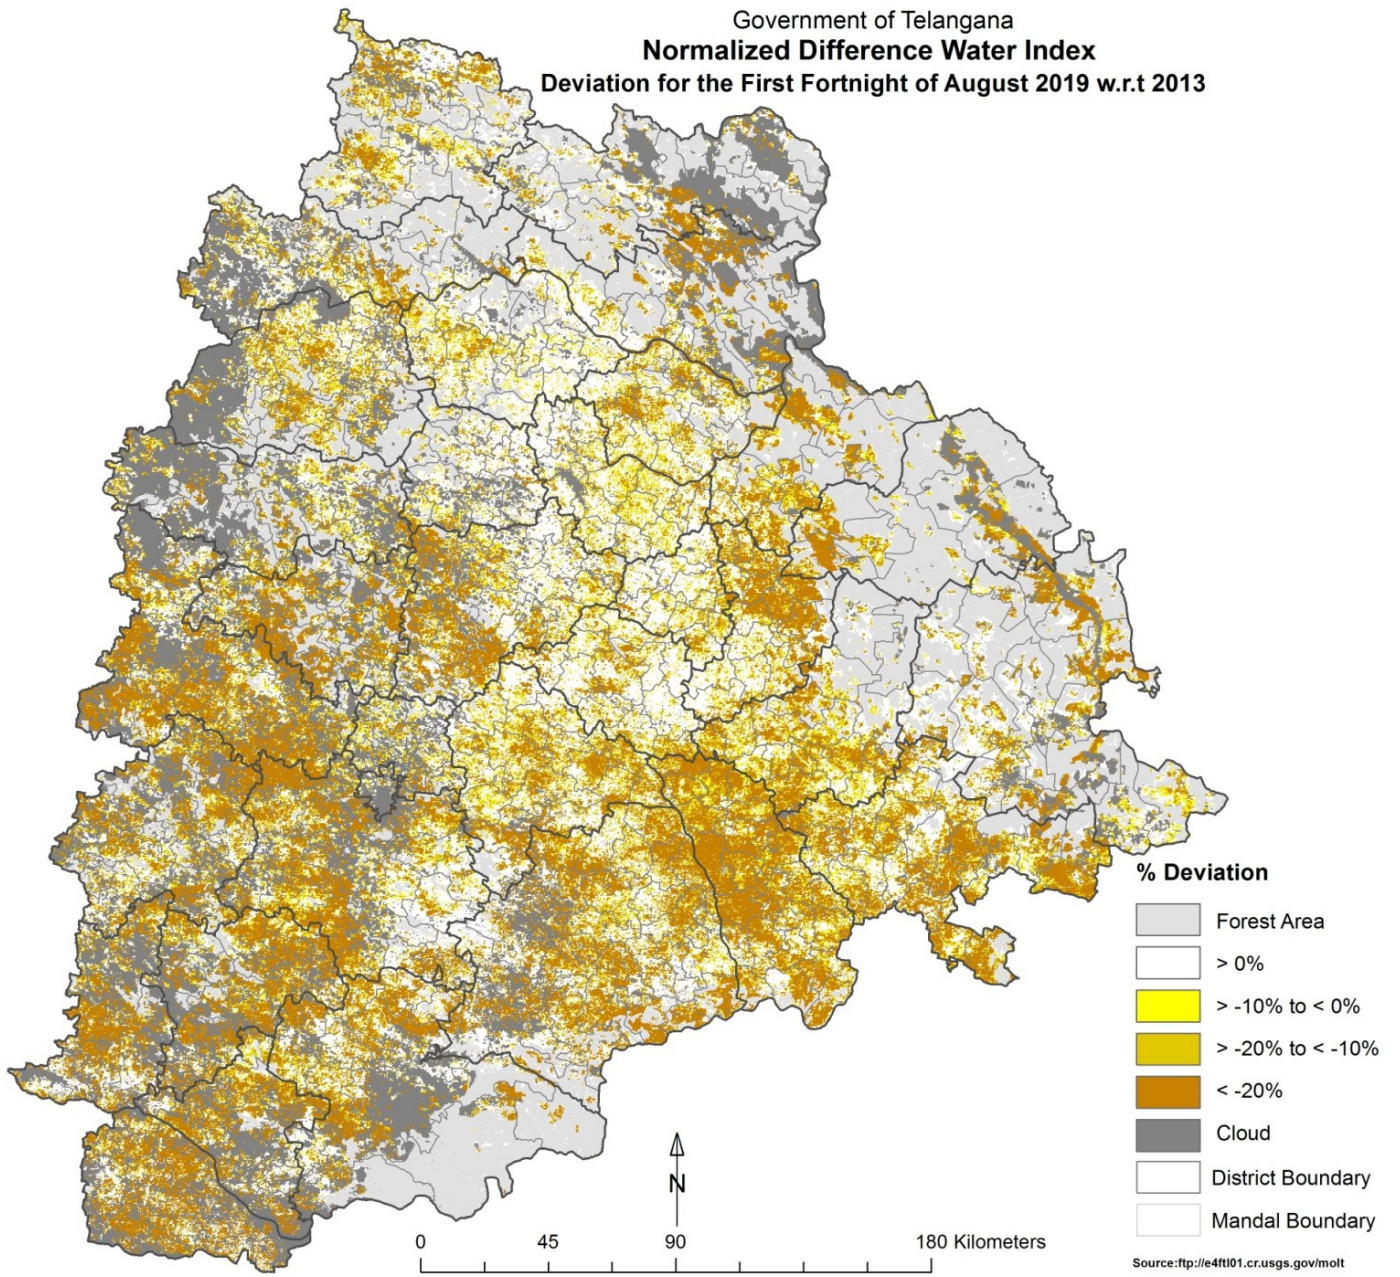 Government of Telangana
Normalized Difference Water Index
Deviation for the First Fortnight of August 2019 w.r.t 2013
% Deviation
Forest Area
> 0%
> -10% to < 0%
> -20% to < -10%
< -20%
Cloud
District Boundary
Mandal Boundary
N
0 45 90 180 Kilometers
Source:ftp://e4ftl01.cr.usgs.gov/molt